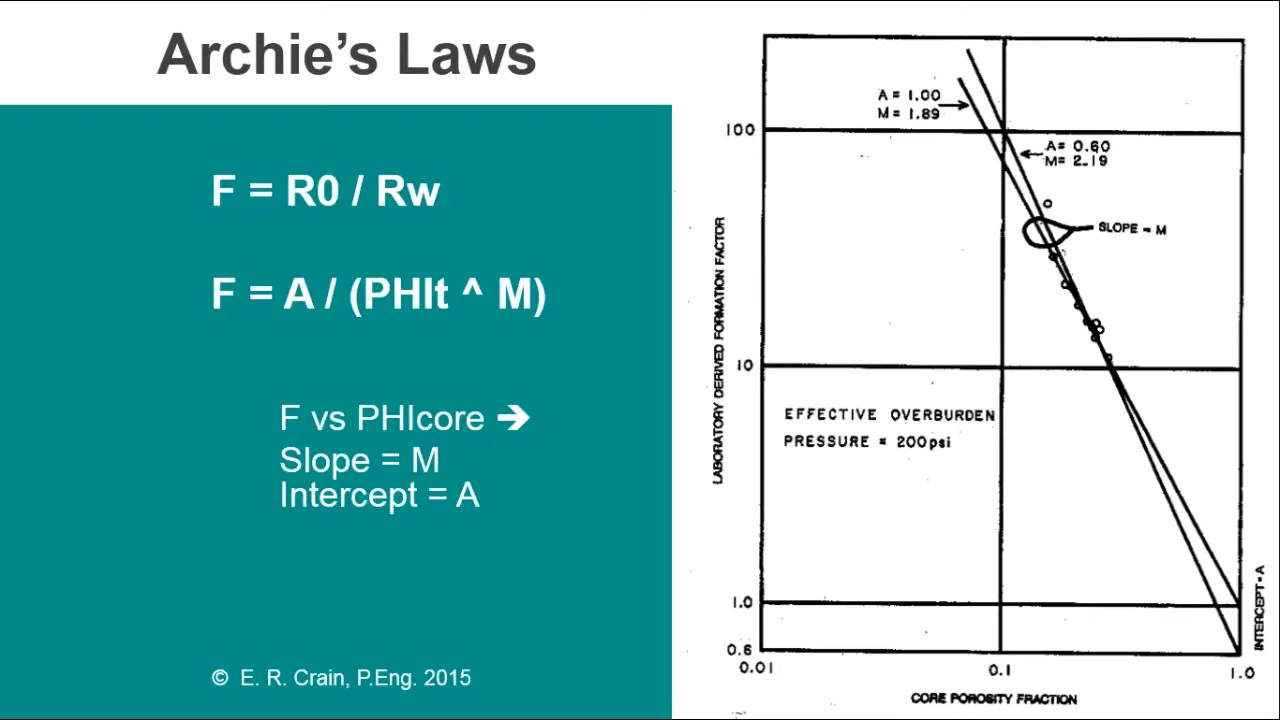 Archie's Laws
F = R0 / Rw
F = A / (PHIt ^ M)
F vs PHIcore ➔
Slope = M
Intercept = A
© E. R. Crain, P.Eng. 2015
A = 1.00
M = 1.89
100
A= 0.60
M= 2.19
SLOPE = M
LABORATORY DERIVED FORMATION FACTOR
10
EFFECTIVE OVERBURDEN
PRESSURE = 200psi
1.0
0.6
INTERCEPT=A
0.01
0.1
1.0
CORE POROSITY FRACTION